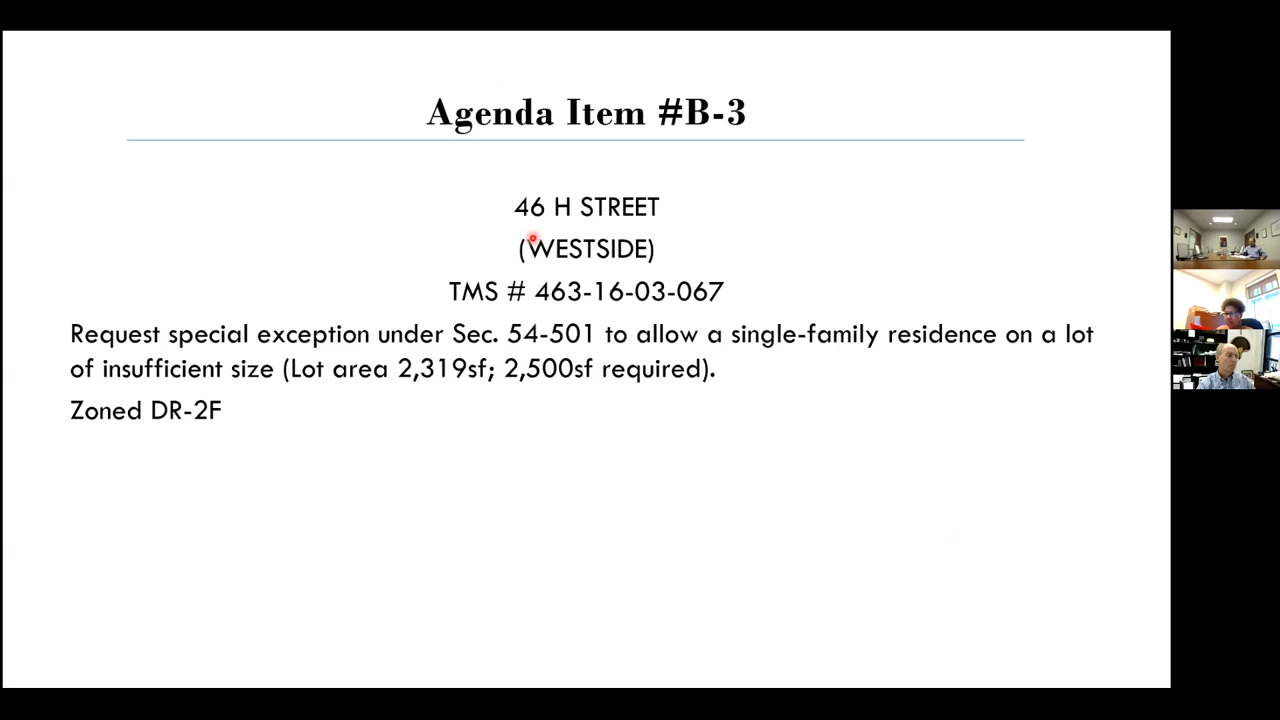 Agenda Item #B-3
46 H STREET
(WESTSIDE)
TMS # 463-16-03-067
Request special exception under Sec. 54-501 to allow a single-family residence on a lot
of insufficient size (Lot area 2,319sf; 2,500sf required).
Zoned DR-2F